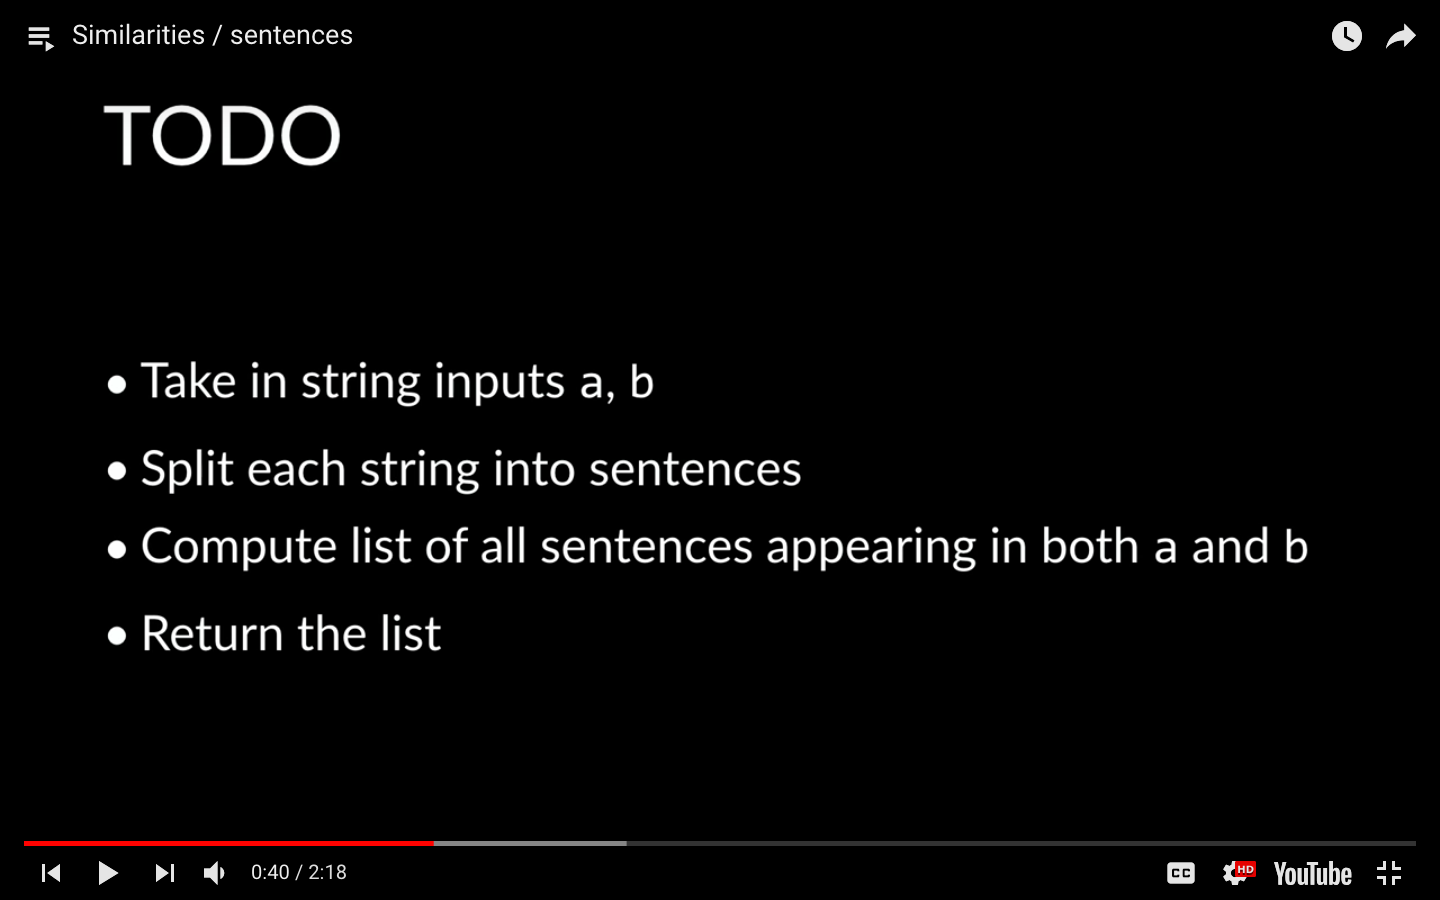 Similarities / sentences
TODO
• Take in string inputs a, b
• Split each string into sentences
• Compute list of all sentences appearing in both a and b
• Return the list
0:40 / 2:18
CC
HD
YouTube